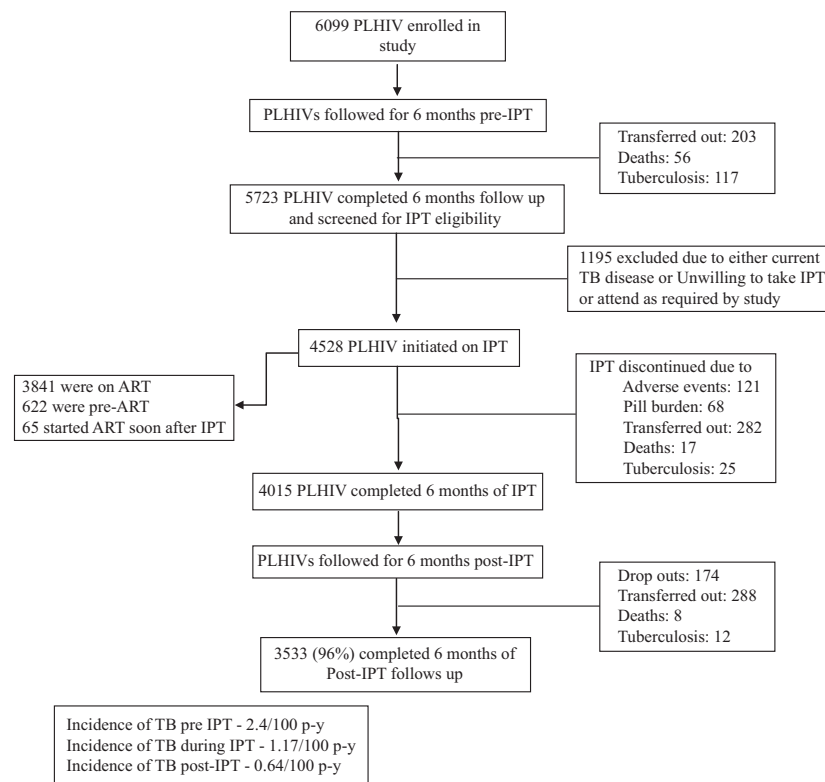 6099 PLHIV enrolled in
study
PLHIVs followed for 6 months pre-IPT
Transferred out: 203
Deaths: 56
Tuberculosis: 117
5723 PLHIV completed 6 months follow up
and screened for IPT eligibility
1195 excluded due to either current
TB disease or Unwilling to take IPT
or attend as required by study
4528 PLHIV initiated on IPT
3841 were on ART
622 were pre-ART
65 started ART soon after IPT
IPT discontinued due to
Adverse events: 121
Pill burden: 68
Transferred out: 282
Deaths: 17
Tuberculosis: 25
4015 PLHIV completed 6 months of IPT
PLHIVs followed for 6 months post-IPT
Drop outs: 174
Transferred out: 288
Deaths: 8
Tuberculosis: 12
3533 (96%) completed 6 months of
Post-IPT follows up
Incidence of TB pre IPT - 2.4/100 p-y
Incidence of TB during IPT - 1.17/100 p-y
Incidence of TB post-IPT - 0.64/100 p-y